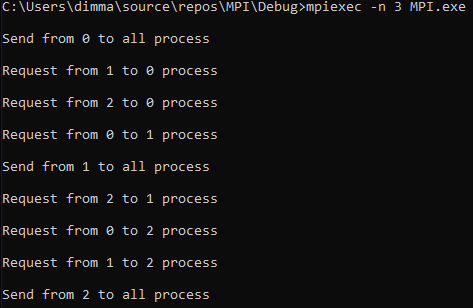 C:\Users\dimma\source\repos\MPI\Debug>mpiexec -n 3 MPI.exe
Send from 0 to all process
Request from 1 to 0 process
Request from 2 to 0 process
Request from 0 to 1 process
Send from 1 to all process
Request from 2 to 1 process
Request from 0 to 2 process
Request from 1 to 2 process
Send from 2 to all process